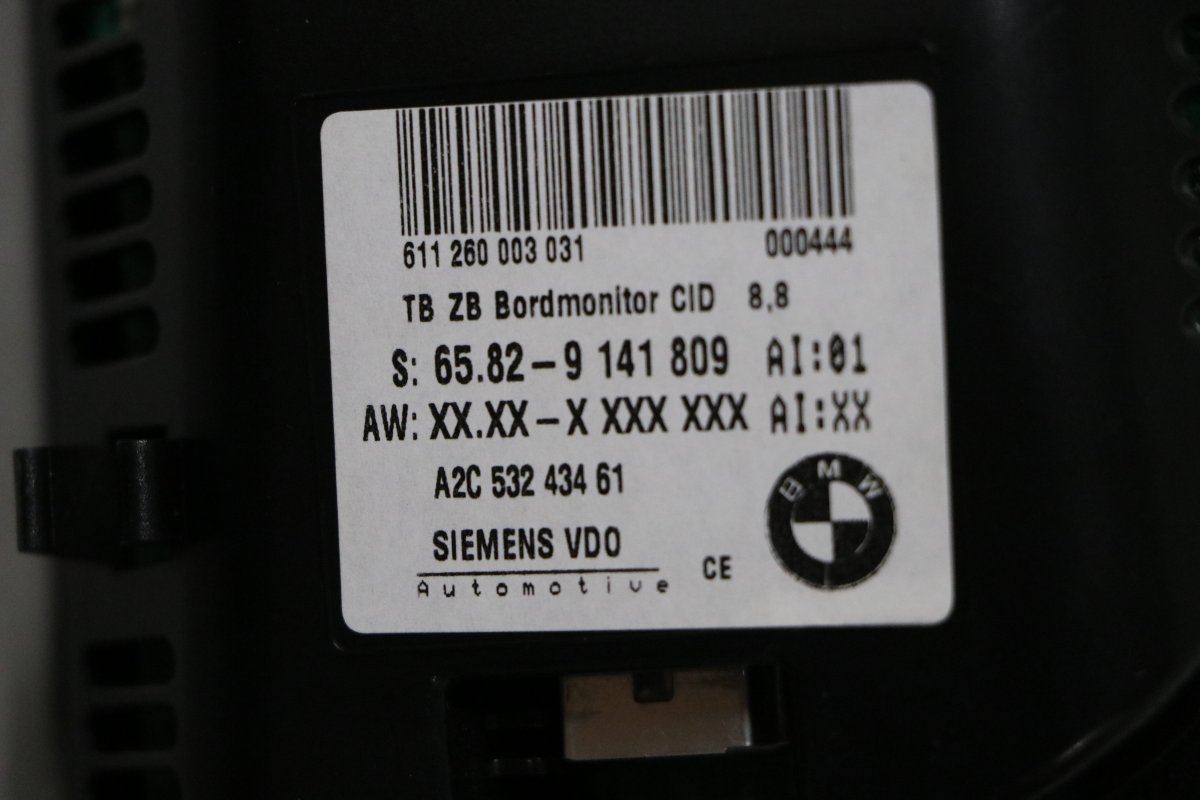 611 260 003 031 000444
TB ZB Bordmonitor CID 8,8
S: 65.82-9 141 809 AI:01
AW: XX.XX-X XXX XXX AI:XX
A2C 532 434 61
BMW
SIEMENS VDO
Automotive CE